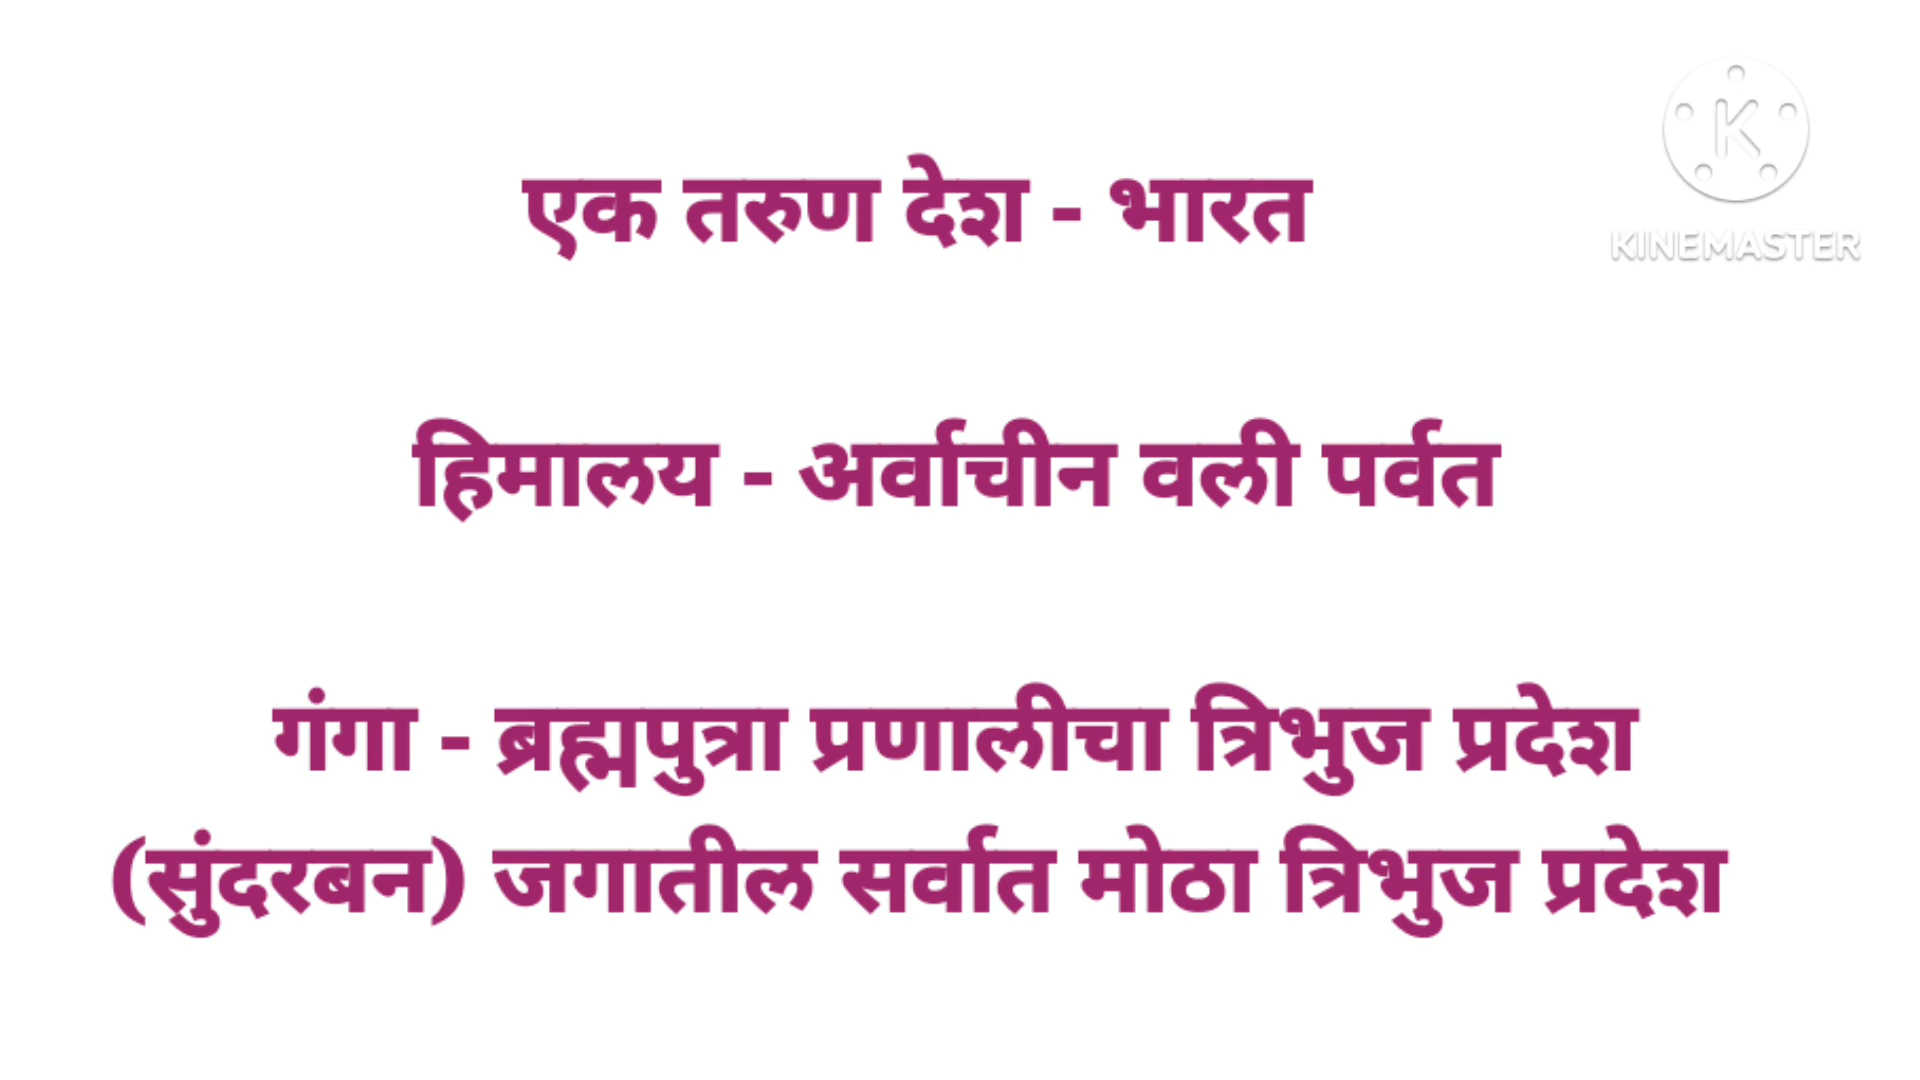 एक तरुण देश - भारत
KINEMASTER
हिमालय - अर्वाचीन वली पर्वत
गंगा - ब्रह्मपुत्रा प्रणालीचा त्रिभुज प्रदेश
(सुंदरबन) जगातील सर्वात मोठा त्रिभुज प्रदेश